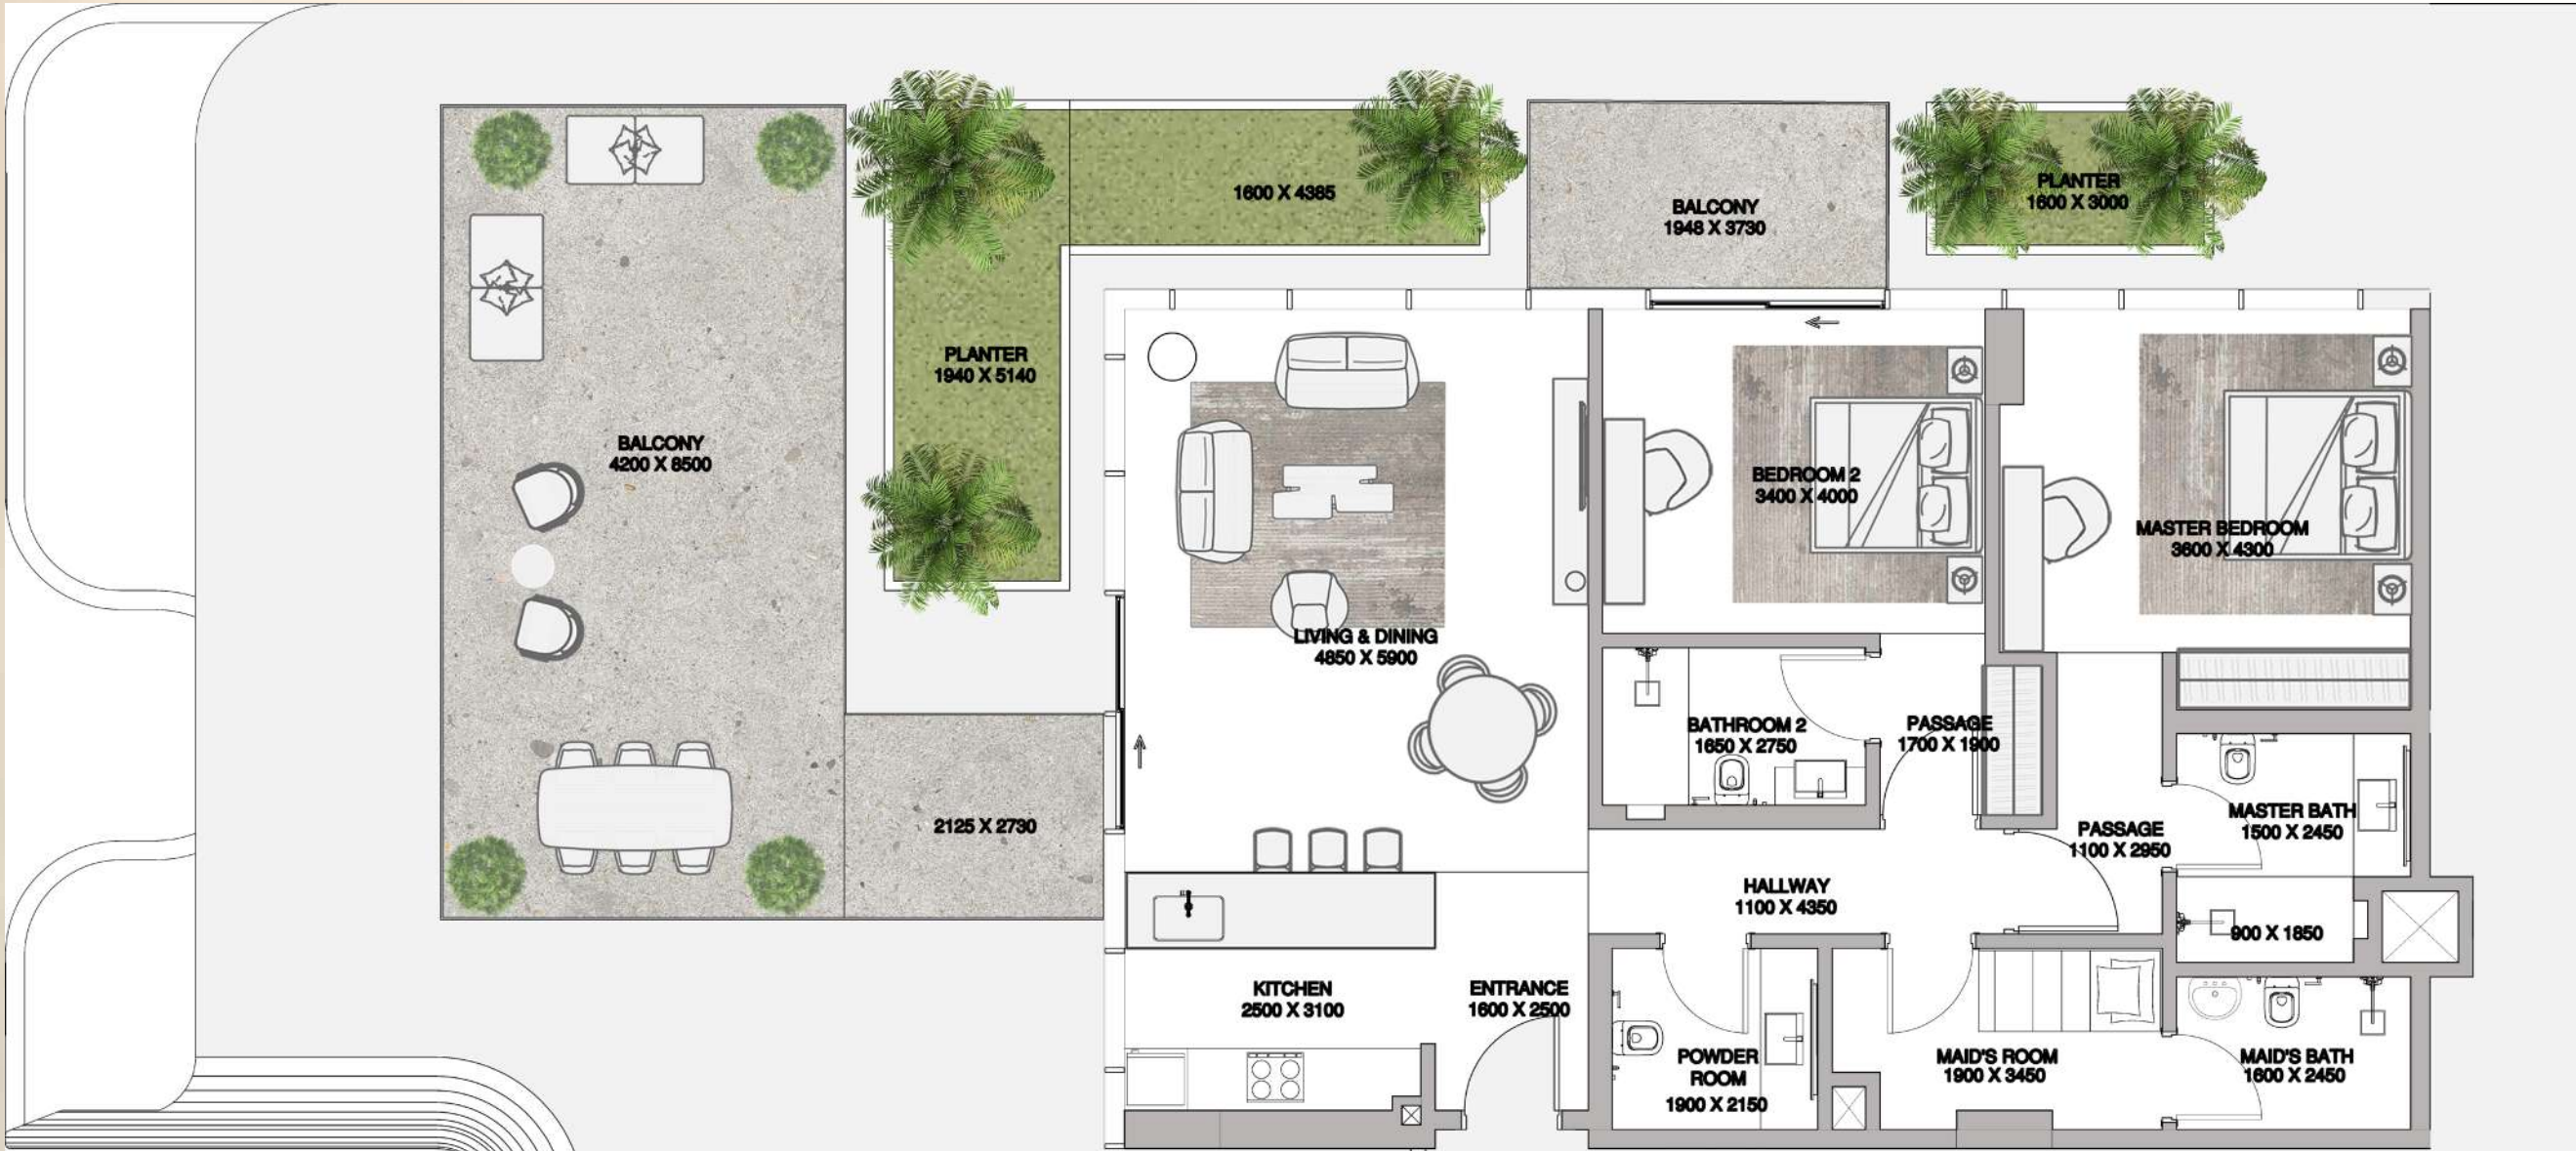 1600 X 4385
BALCONY
1948 X 3730
PLANTER
1600 X 3000
PLANTER
1940 X 5140
BALCONY
4200 X 8500
BEDROOM 2
3400 X 4000
MASTER BEDROOM
3600 X 4300
LIVING & DINING
4850 X 5900
BATHROOM 2
1650 X 2750
PASSAGE
1700 X 1900
2125 X 2730
MASTER BATH
1500 X 2450
PASSAGE
1100 X 2950
HALLWAY
1100 X 4350
900 X 1850
KITCHEN
2500 X 3100
ENTRANCE
1600 X 2500
POWDER
ROOM
1900 X 2150
MAID'S ROOM
1900 X 3450
MAID'S BATH
1600 X 2450